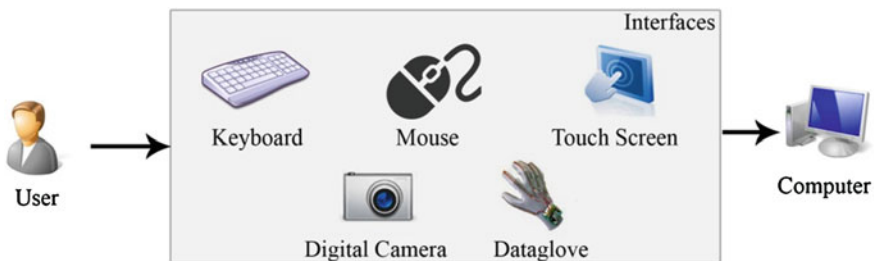 Interfaces
Keyboard
Mouse
Touch Screen
User
Computer
Digital Camera
Dataglove